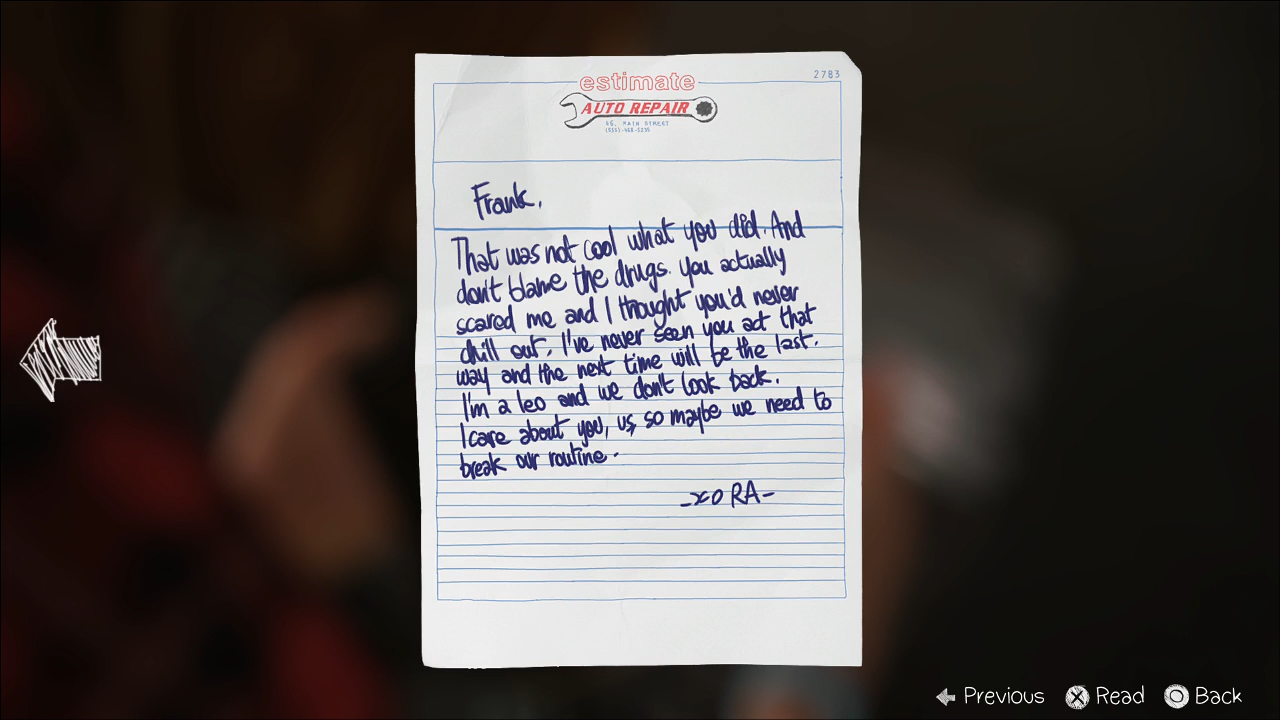 2783
estimate
AUTO REPAIR
MAIN STREET
Frank,
That was not cool what you did. And
don't blame the drugs. You actually
scared me and I thought you'd never
chill out. I've never seen you act that
way and the next time will be the last.
I'm a leo and we don't look back.
I care about you, us, so maybe we need to
break our routine.
-xo RA-
Previous
Read
Back